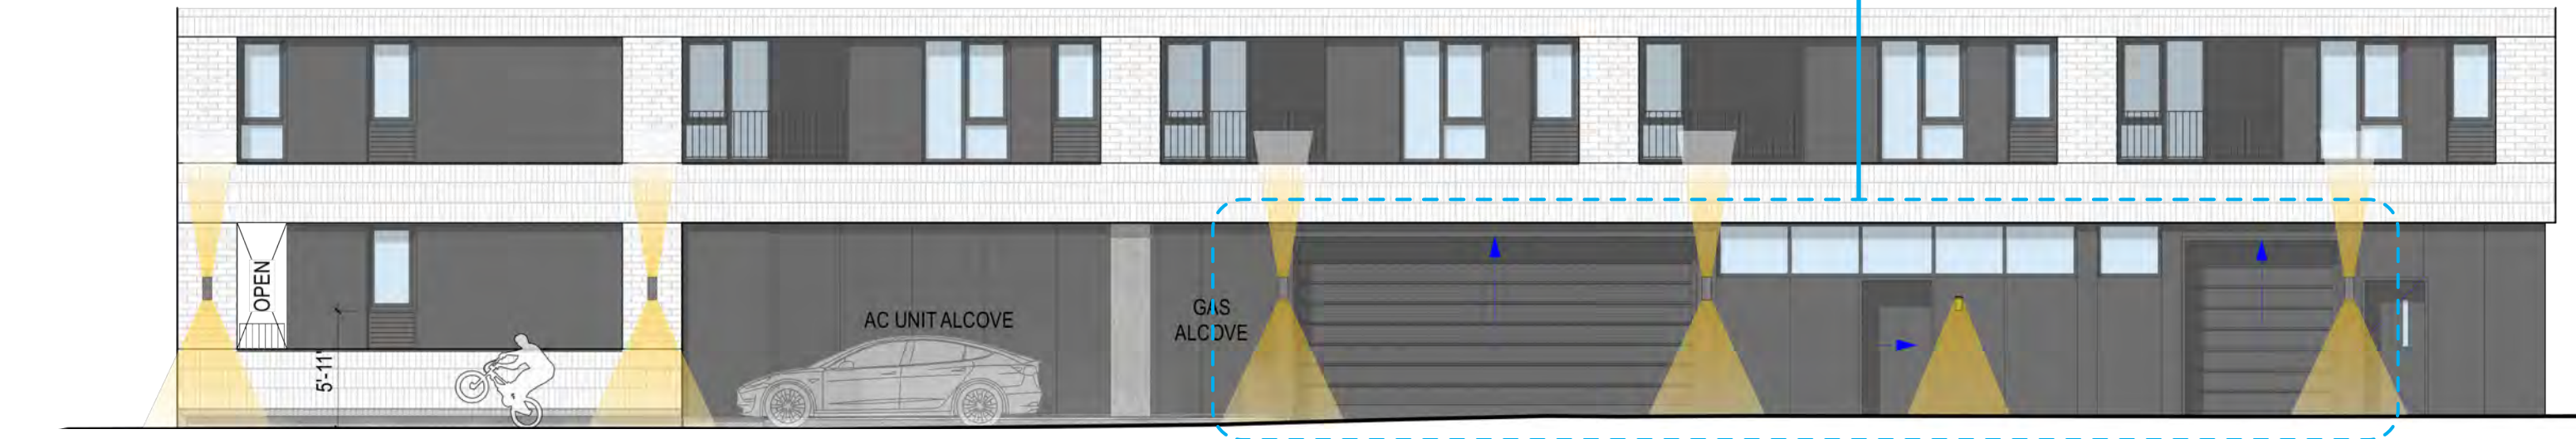 OPEN
5'-11"
AC UNIT ALCOVE
GAS
ALCOVE